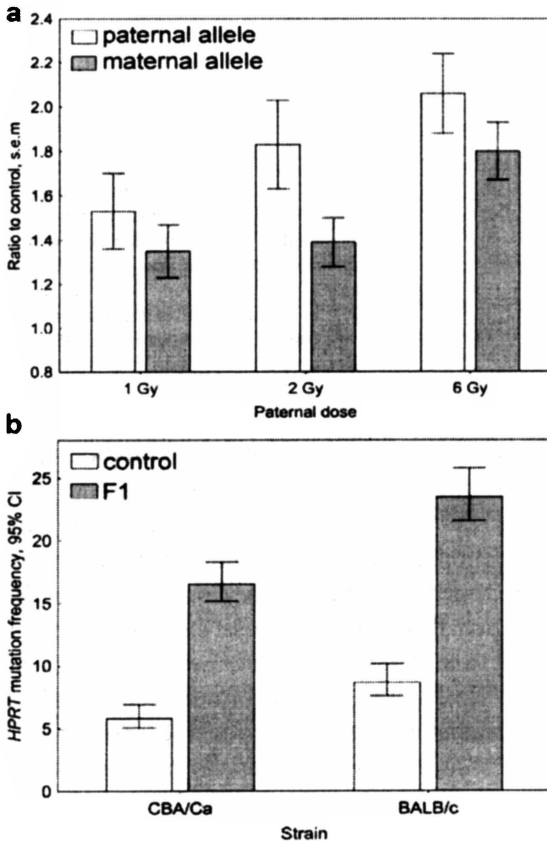 a
paternal allele
maternal allele
Ratio to control, s.e.m
2.4
2.2
2.0
1.8
1.6
1.4
1.2
1.0
0.8
1 Gy
2 Gy
6 Gy
Paternal dose
b
control
F1
HPRT mutation frequency, 95% CI
25
20
15
10
5
0
CBA/Ca
BALB/c
Strain